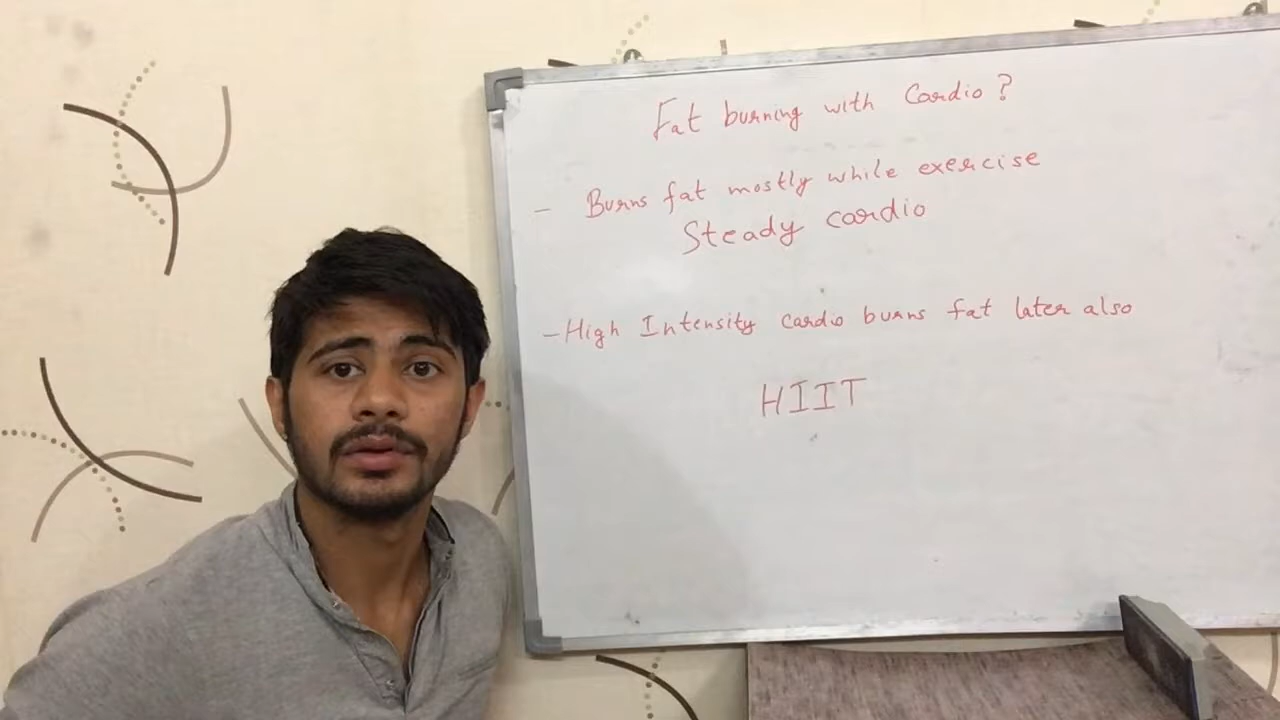 Fat burning with Cardio?
- Burns fat mostly while exercise
Steady cardio
- High Intensity cardio burns fat later also
HIIT